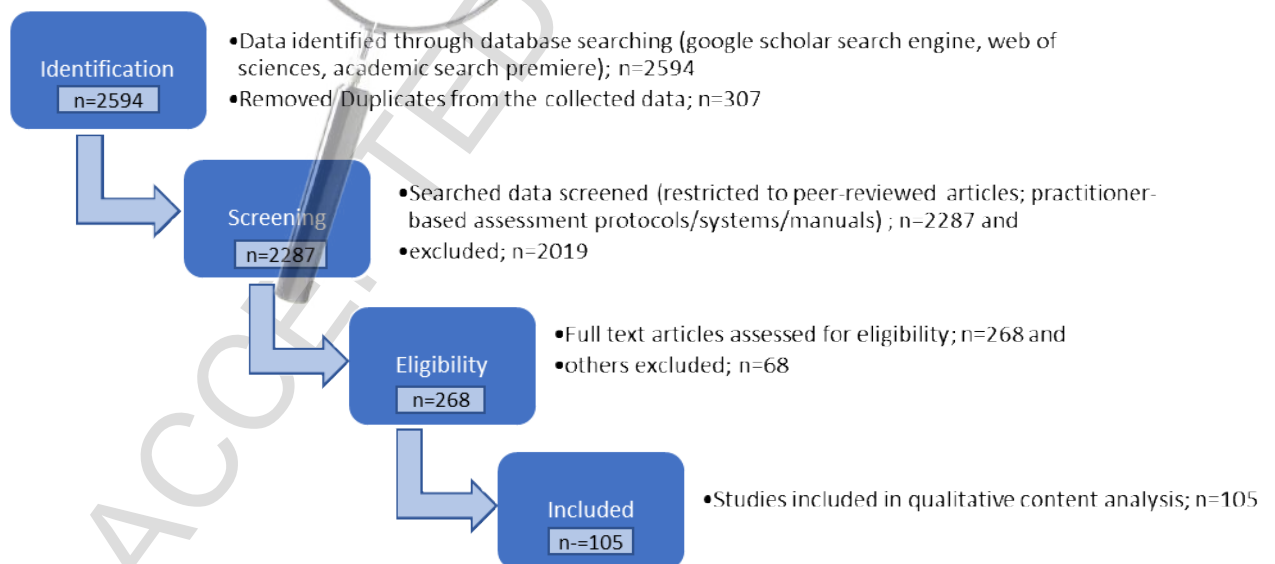 Identification
n=2594
•Data identified through database searching (google scholar search engine, web of
sciences, academic search premiere); n=2594
•Removed Duplicates from the collected data; n=307
Screening
n=2287
•Searched data screened (restricted to peer-reviewed articles; practitioner-
based assessment protocols/systems/manuals) ; n=2287 and
•excluded; n=2019
Eligibility
n=268
•Full text articles assessed for eligibility; n=268 and
•others excluded; n=68
Included
n-=105
•Studies included in qualitative content analysis; n=105